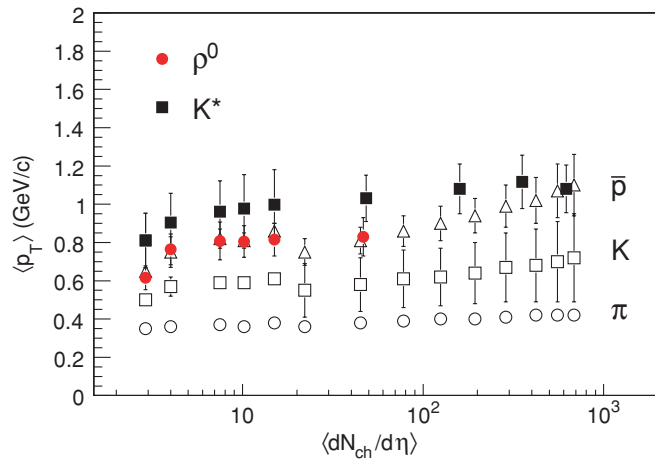 2
1.8
1.6
1.4
1.2
1
0.8
0.6
0.4
0.2
0
⟨p_T⟩ (GeV/c)
ρ⁰
K*
p̅
K
π
10 10² 10³
⟨dN_ch/dη⟩